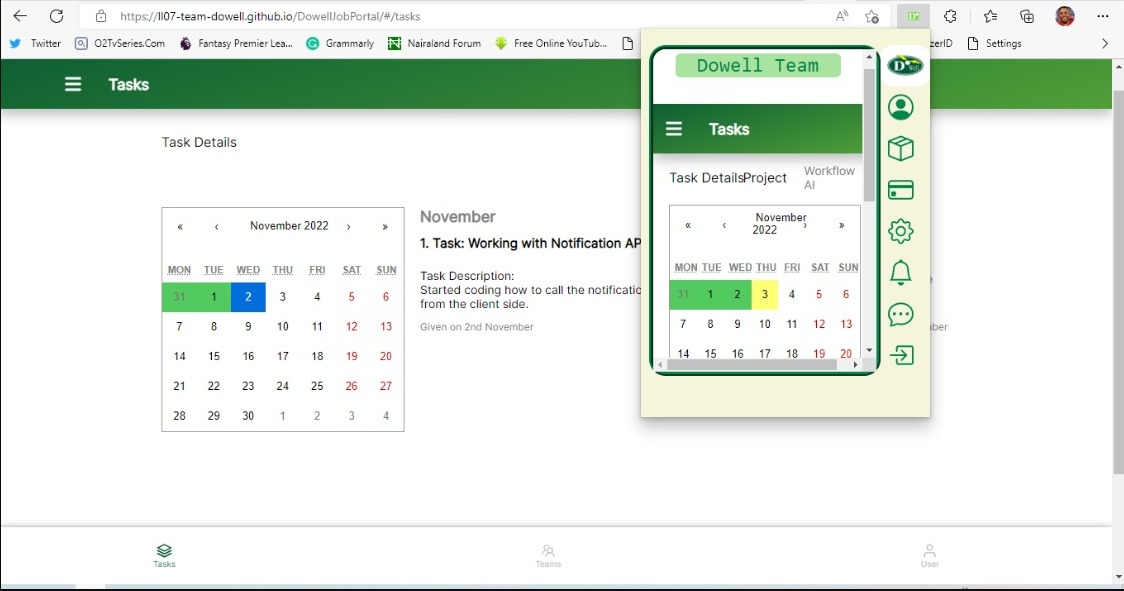 https://ll07-team-dowell.github.io/DowellJobPortal/#/tasks
Twitter O2TvSeries.Com Fantasy Premier Lea... Grammarly Nairaland Forum Free Online YouTub... zerID Settings
Tasks
Task Details
« ‹ November 2022 › »
MON TUE WED THU FRI SAT SUN
31 1 2 3 4 5 6
7 8 9 10 11 12 13
14 15 16 17 18 19 20
21 22 23 24 25 26 27
28 29 30 1 2 3 4
November
1. Task: Working with Notification AP
Task Description:
Started coding how to call the notificatio
from the client side.
Given on 2nd November
e
ber
Dowell Team
D
Tasks
Task Details Project Workflow
AI
« ‹ November
2022 › »
MON TUE WED THU FRI SAT SUN
31 1 2 3 4 5 6
7 8 9 10 11 12 13
14 15 16 17 18 19 20
Tasks Teams User